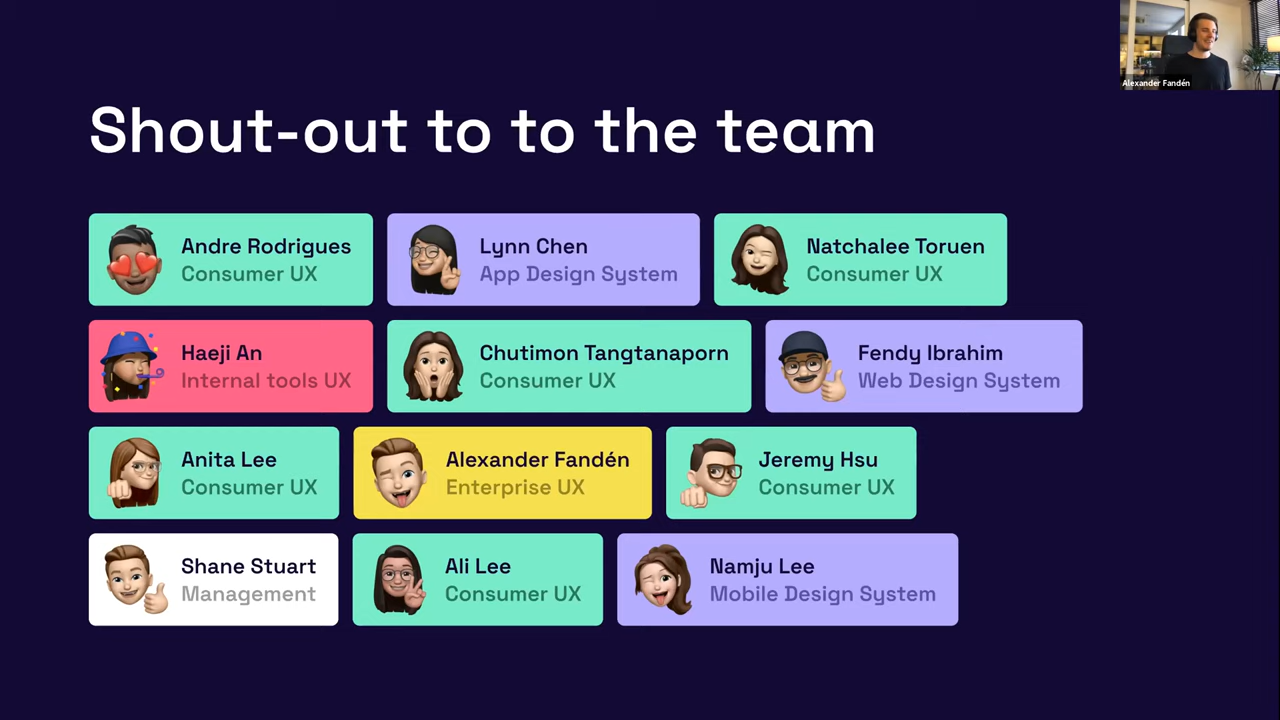 Alexander Fandén
Shout-out to to the team
Andre Rodrigues
Consumer UX
Lynn Chen
App Design System
Natchalee Toruen
Consumer UX
Haeji An
Internal tools UX
Chutimon Tangtanaporn
Consumer UX
Fendy Ibrahim
Web Design System
Anita Lee
Consumer UX
Alexander Fandén
Enterprise UX
Jeremy Hsu
Consumer UX
Shane Stuart
Management
Ali Lee
Consumer UX
Namju Lee
Mobile Design System